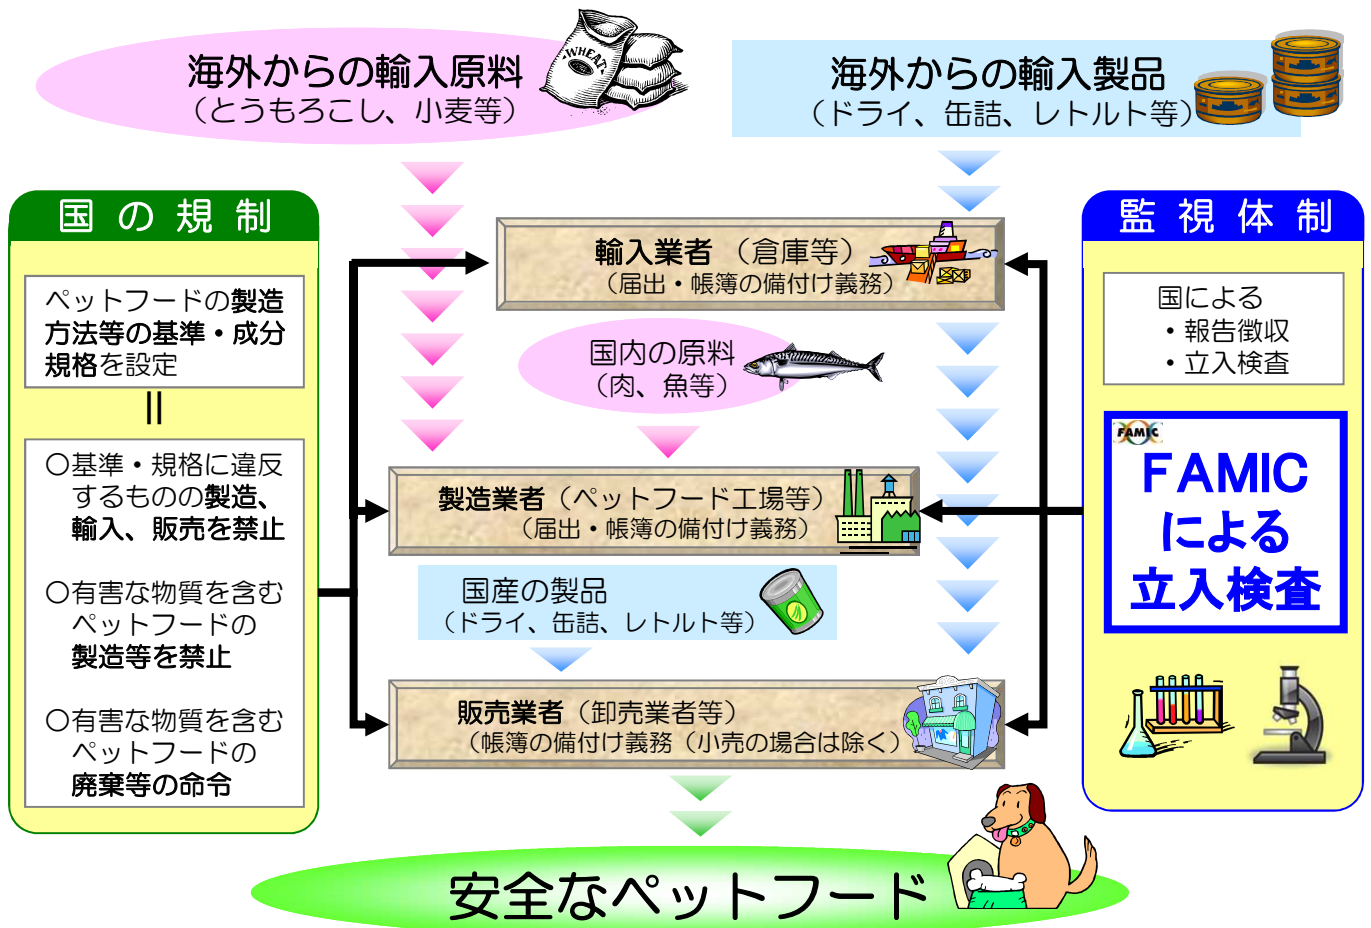 海外からの輸入原料
（とうもろこし、小麦等）
WHEAT
海外からの輸入製品
（ドライ、缶詰、レトルト等）
国の規制
ペットフードの製造
方法等の基準・成分
規格を設定
＝
〇基準・規格に違反
するものの製造、
輸入、販売を禁止
〇有害な物質を含む
ペットフードの
製造等を禁止
〇有害な物質を含む
ペットフードの
廃棄等の命令
輸入業者（倉庫等）
（届出・帳簿の備付け義務）
国内の原料
（肉、魚等）
製造業者（ペットフード工場等）
（届出・帳簿の備付け義務）
国産の製品
（ドライ、缶詰、レトルト等）
販売業者（卸売業者等）
（帳簿の備付け義務（小売の場合は除く）
監視体制
国による
・報告徴収
・立入検査
FAMIC
FAMIC
による
立入検査
安全なペットフード